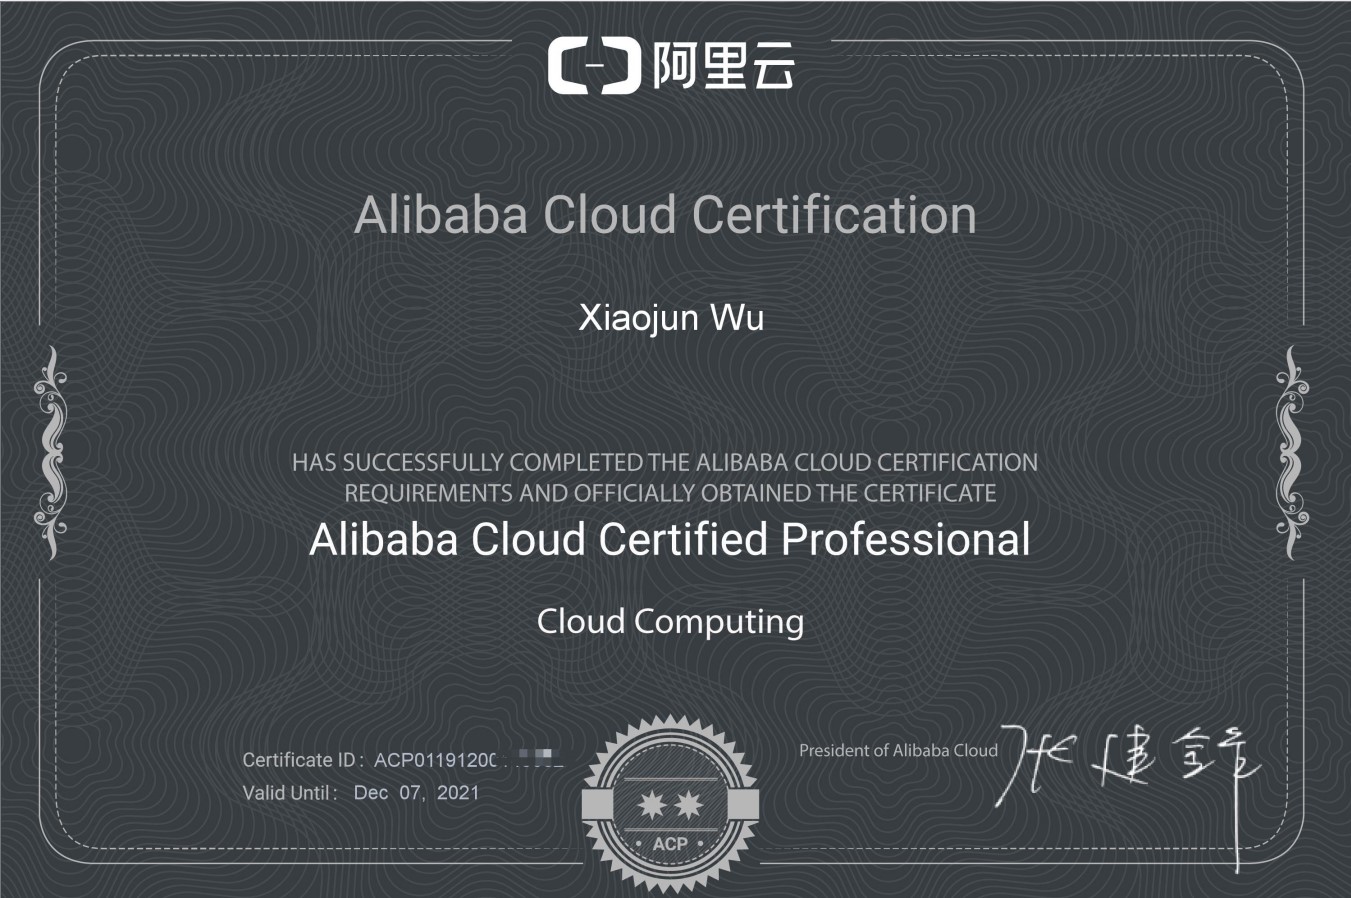 阿里云
Alibaba Cloud Certification
Xiaojun Wu
HAS SUCCESSFULLY COMPLETED THE ALIBABA CLOUD CERTIFICATION
REQUIREMENTS AND OFFICIALLY OBTAINED THE CERTIFICATE
Alibaba Cloud Certified Professional
Cloud Computing
Certificate ID :
Valid Until : Dec 07, 2021
President of Alibaba Cloud 张建锋
ACP